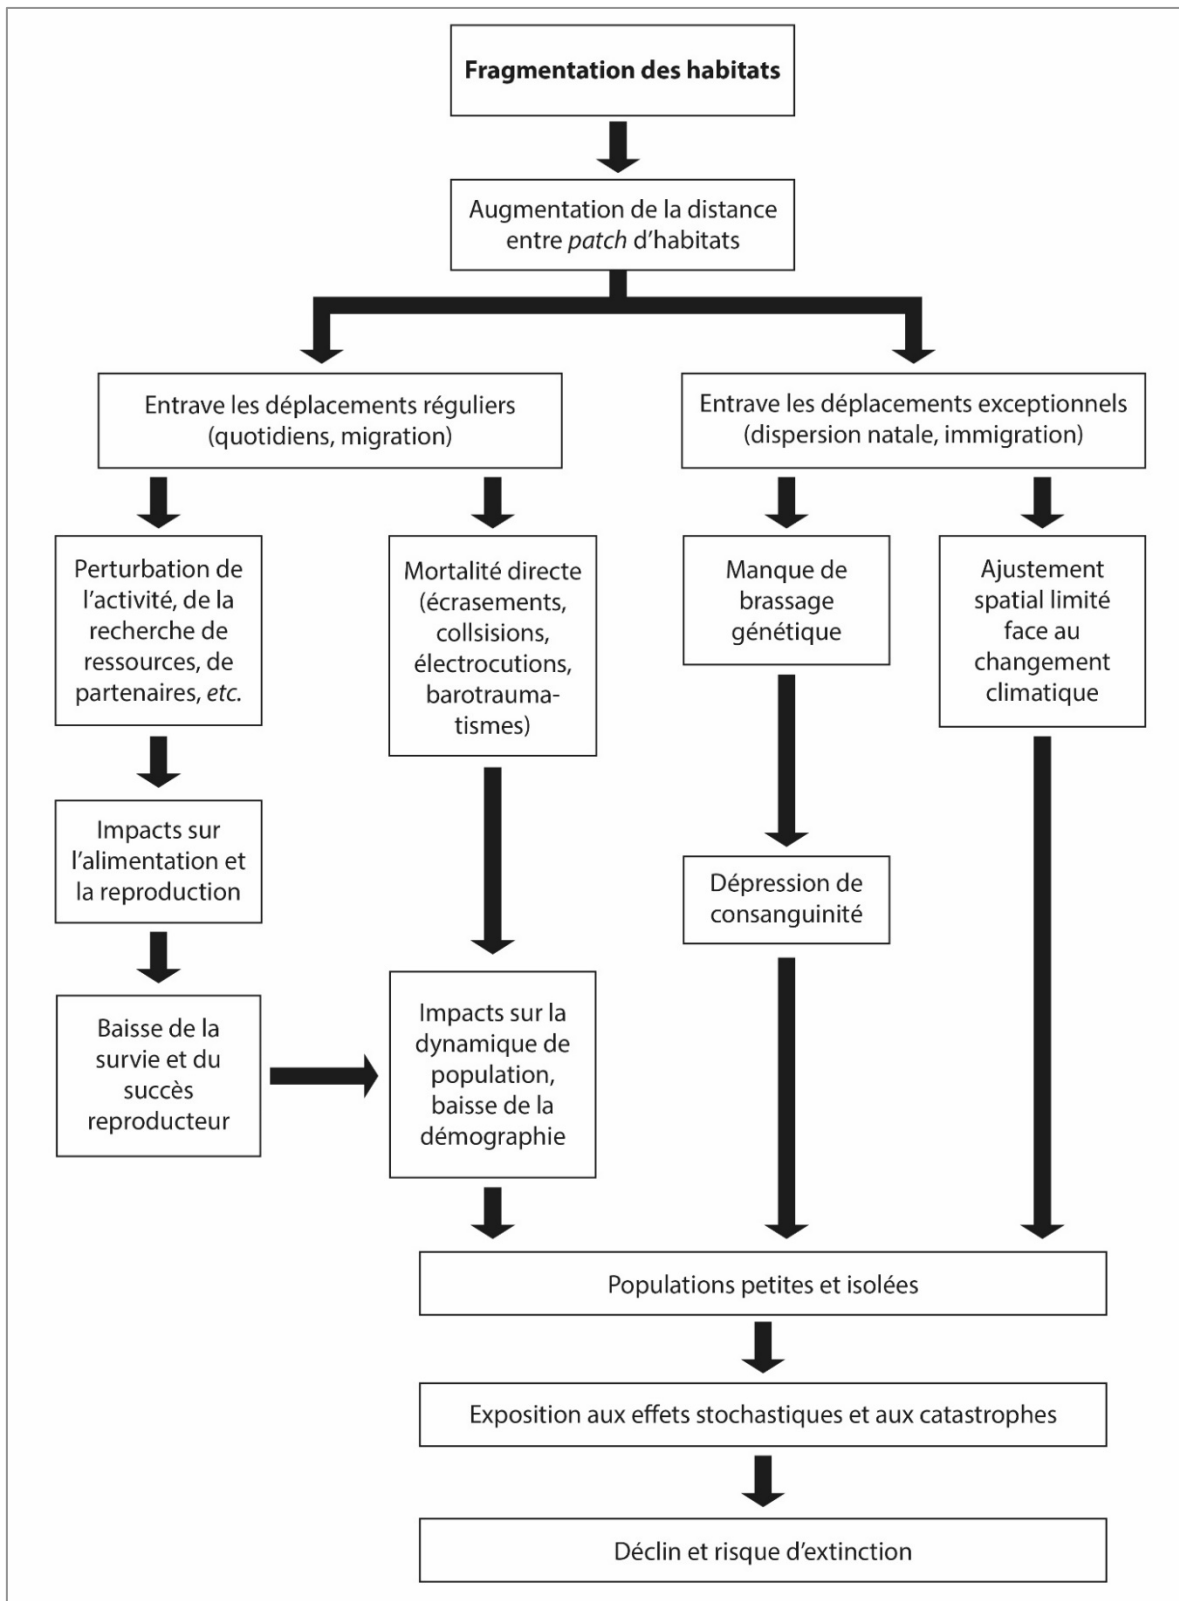 Fragmentation des habitats
Augmentation de la distance
entre patch d'habitats
Entrave les déplacements réguliers
(quotidiens, migration)
Entrave les déplacements exceptionnels
(dispersion natale, immigration)
Perturbation de
l'activité, de la
recherche de
ressources, de
partenaires, etc.
Mortalité directe
(écrasements,
collsisions,
électrocutions,
barotrauma-
tismes)
Manque de
brassage
génétique
Ajustement
spatial limité
face au
changement
climatique
Impacts sur
l'alimentation et
la reproduction
Dépression de
consanguinité
Baisse de la
survie et du
succès
reproducteur
Impacts sur la
dynamique de
population,
baisse de la
démographie
Populations petites et isolées
Exposition aux effets stochastiques et aux catastrophes
Déclin et risque d'extinction